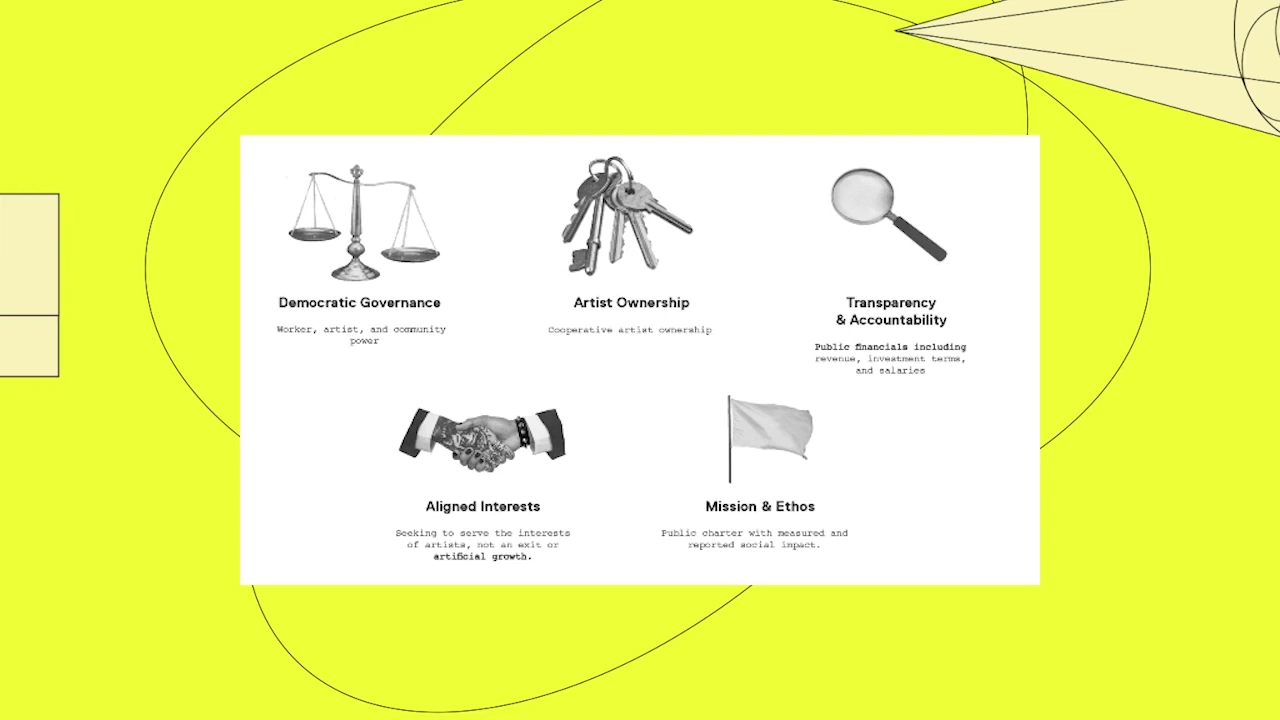 Democratic Governance
Worker, artist, and community
power
Artist Ownership
Cooperative artist ownership
Transparency
& Accountability
Public financials including
revenue, investment terms,
and salaries
Aligned Interests
Seeking to serve the interests
of artists, not an exit or
artificial growth.
Mission & Ethos
Public charter with measured and
reported social impact.